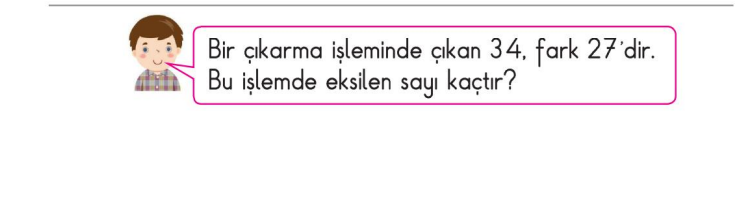 Bir çıkarma işleminde çıkan 34, fark 27'dir.
Bu işlemde eksilen sayı kaçtır?